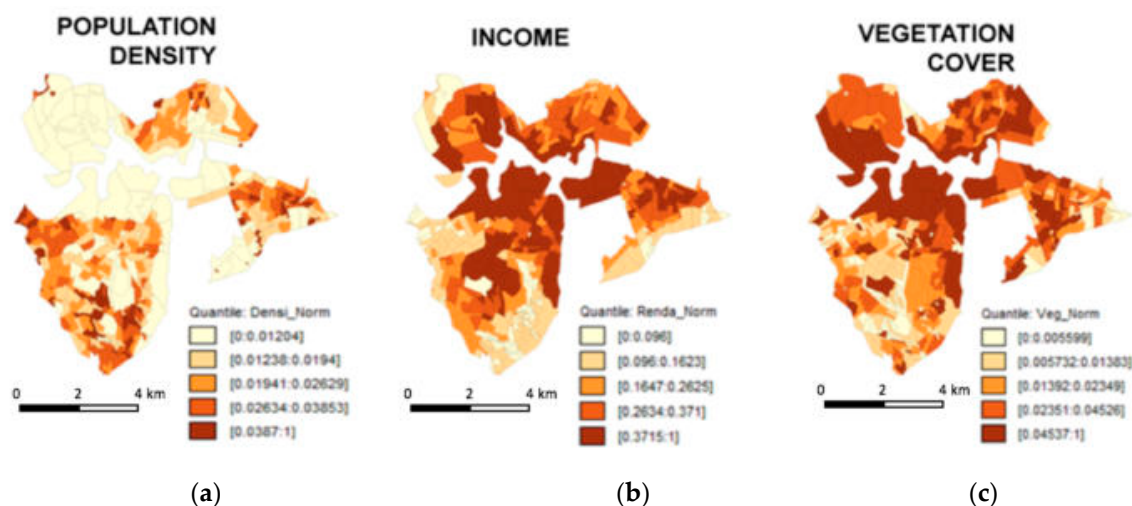 POPULATION
DENSITY
Quantile: Densi_Norm
[0:0.01204]
[0.01238:0.0194]
[0.01941:0.02629]
[0.02634:0.03853]
[0.0387:1]
0 2 4 km
(a)
INCOME
Quantile: Renda_Norm
[0:0.096]
[0.096:0.1623]
[0.1647:0.2625]
[0.2634:0.371]
[0.3715:1]
0 2 4 km
(b)
VEGETATION
COVER
Quantile: Veg_Norm
[0:0.005599]
[0.005732:0.01383]
[0.01392:0.02349]
[0.02351:0.04526]
[0.04537:1]
0 2 4 km
(c)